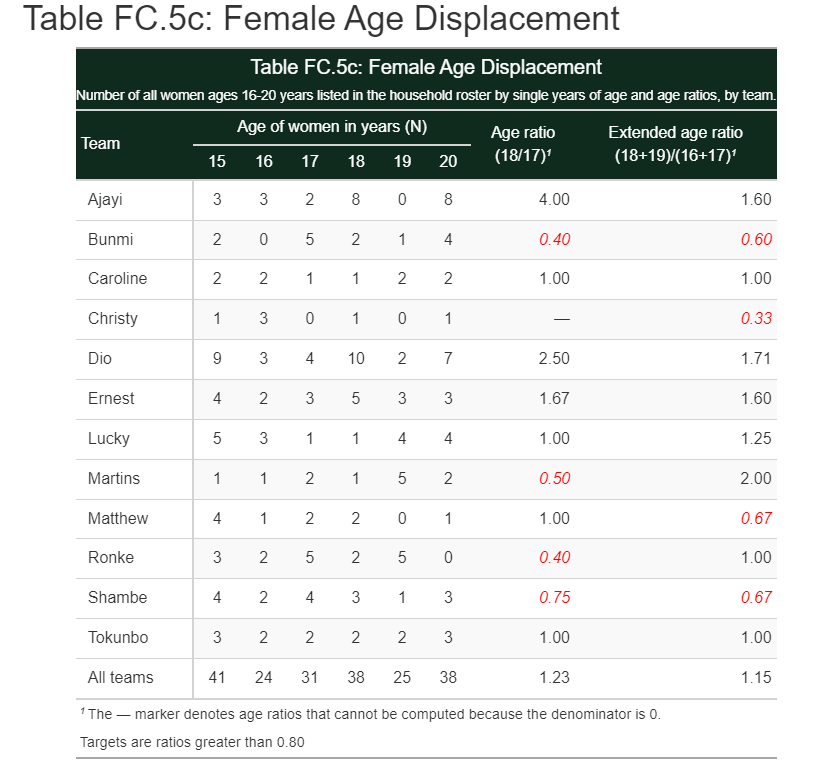 Table FC.5c: Female Age Displacement
Table FC.5c: Female Age Displacement
Number of all women ages 16-20 years listed in the household roster by single years of age and age ratios, by team.
Team Age of women in years (N) Age ratio (18/17)¹ Extended age ratio (18+19)/(16+17)¹
15 16 17 18 19 20
Ajayi 3 3 2 8 0 8 4.00 1.60
Bunmi 2 0 5 2 1 4 0.40 0.60
Caroline 2 2 1 1 2 2 1.00 1.00
Christy 1 3 0 1 0 1 — 0.33
Dio 9 3 4 10 2 7 2.50 1.71
Ernest 4 2 3 5 3 3 1.67 1.60
Lucky 5 3 1 1 4 4 1.00 1.25
Martins 1 1 2 1 5 2 0.50 2.00
Matthew 4 1 2 2 0 1 1.00 0.67
Ronke 3 2 5 2 5 0 0.40 1.00
Shambe 4 2 4 3 1 3 0.75 0.67
Tokunbo 3 2 2 2 2 3 1.00 1.00
All teams 41 24 31 38 25 38 1.23 1.15
¹ The — marker denotes age ratios that cannot be computed because the denominator is 0.
Targets are ratios greater than 0.80